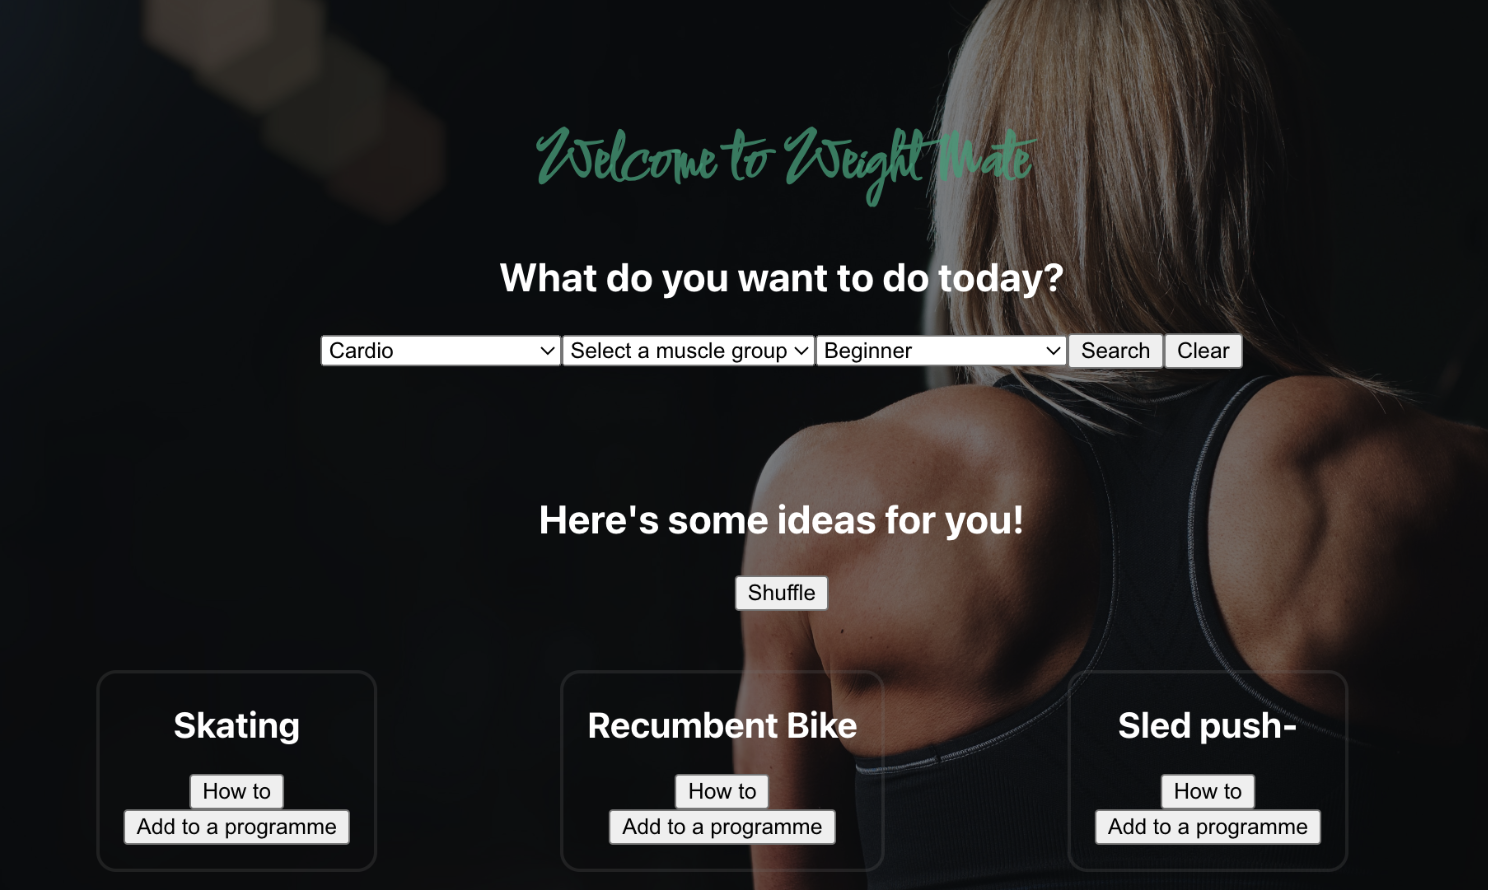 Welcome to Weight Mate
What do you want to do today?
Cardio Select a muscle group Beginner Search Clear
Here's some ideas for you!
Shuffle
Skating Recumbent Bike Sled push-
How to How to How to
Add to a programme Add to a programme Add to a programme